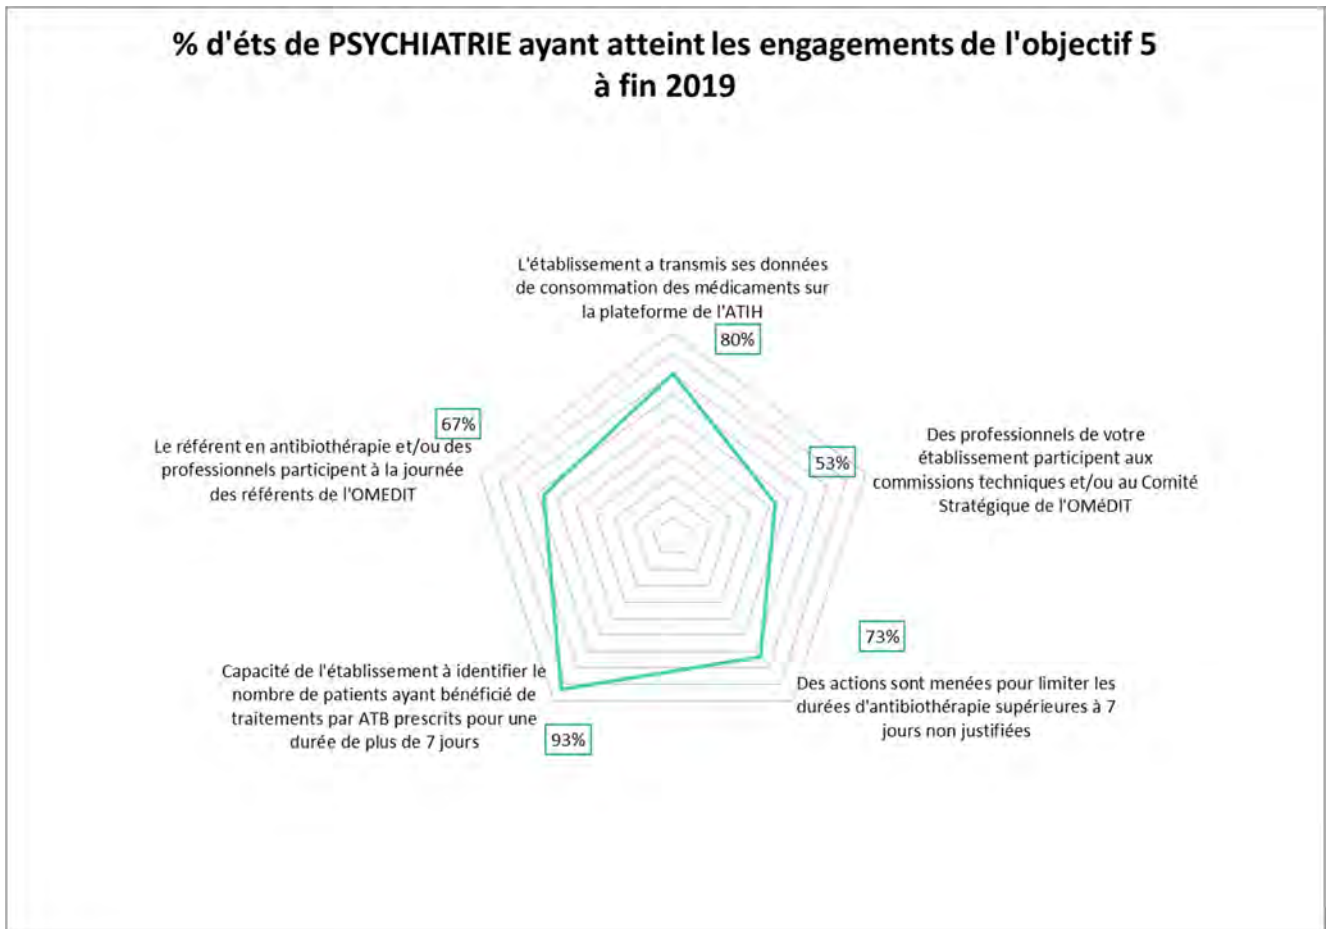 % d'éts de PSYCHIATRIE ayant atteint les engagements de l'objectif 5
à fin 2019
L'établissement a transmis ses données
de consommation des médicaments sur
la plateforme de l'ATIH
80%
Des professionnels de votre
établissement participent aux
commissions techniques et/ou au Comité
Stratégique de l'OMéDIT
53%
73%
Des actions sont menées pour limiter les
durées d'antibiothérapie supérieures à 7
jours non justifiées
Capacité de l'établissement à identifier le
nombre de patients ayant bénéficié de
traitements par ATB prescrits pour une
durée de plus de 7 jours
93%
67%
Le référent en antibiothérapie et/ou des
professionnels participent à la journée
des référents de l'OMEDIT